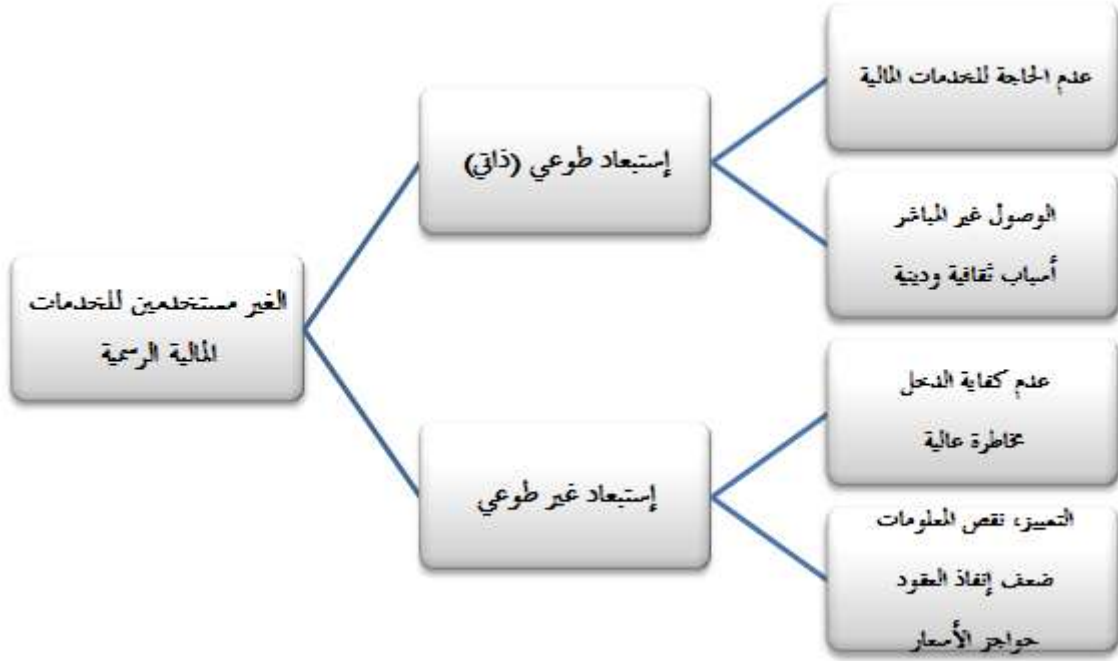 الغير مستخدمين للخدمات
المالية الرسمية
إستبعاد طوعي (ذاتي)
عدم الحاجة للخدمات المالية
الوصول غير المباشر
أسباب ثقافية ودينية
إستبعاد غير طوعي
عدم كفاية الدخل
مخاطرة عالية
التمييز، نقص المعلومات
ضعف إنفاذ العقود
حواجز الأسعار